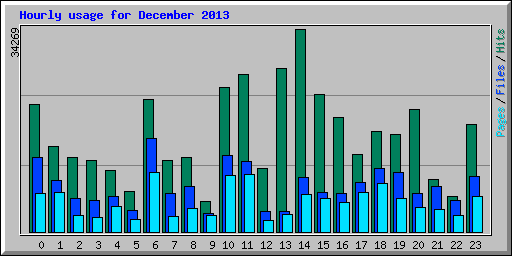 Hourly usage for December 2013
34269
Pages/Files/Hits
0 1 2 3 4 5 6 7 8 9 10 11 12 13 14 15 16 17 18 19 20 21 22 23